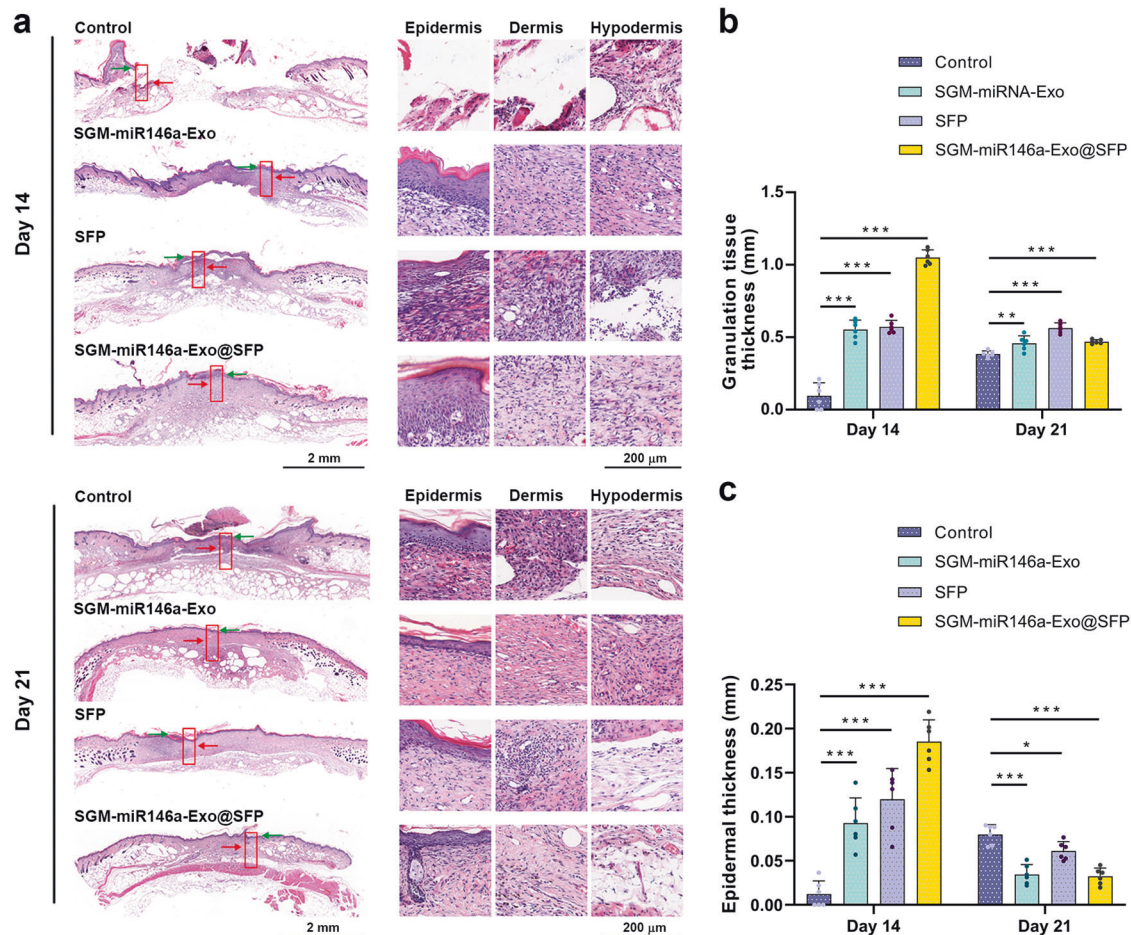 a
Control
Epidermis Dermis Hypodermis
SGM-miR146a-Exo
Day 14
SFP
SGM-miR146a-Exo@SFP
2 mm
200 μm
Control
Epidermis Dermis Hypodermis
SGM-miR146a-Exo
Day 21
SFP
SGM-miR146a-Exo@SFP
2 mm
200 μm
b
Control
SGM-miRNA-Exo
SFP
SGM-miR146a-Exo@SFP
Granulation tissue
thickness (mm)
1.5
1.0
0.5
0.0
***
***
***
***
***
**
Day 14 Day 21
c
Control
SGM-miR146a-Exo
SFP
SGM-miR146a-Exo@SFP
Epidermal thickness (mm)
0.25
0.20
0.15
0.10
0.05
0.00
***
***
***
***
*
***
Day 14 Day 21